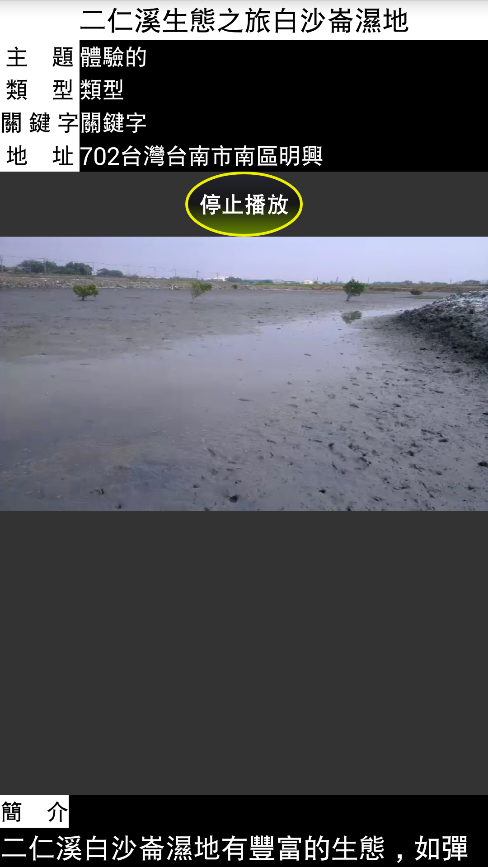 二仁溪生態之旅白沙崙濕地
主 題 體驗的
類 型 類型
關鍵字 關鍵字
地 址 702台灣台南市南區明興
停止播放
簡 介
二仁溪白沙崙濕地有豐富的生態，如彈